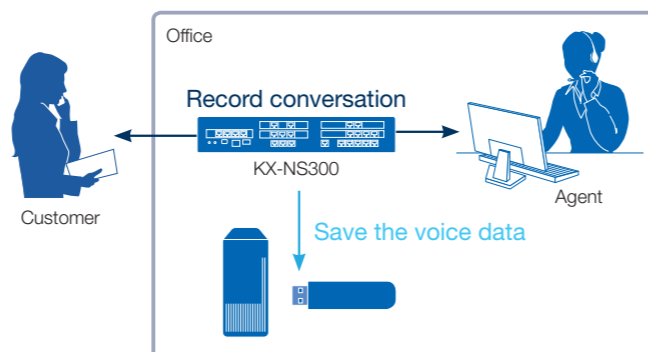 Office
Record conversation
KX-NS300
Customer
Agent
Save the voice data